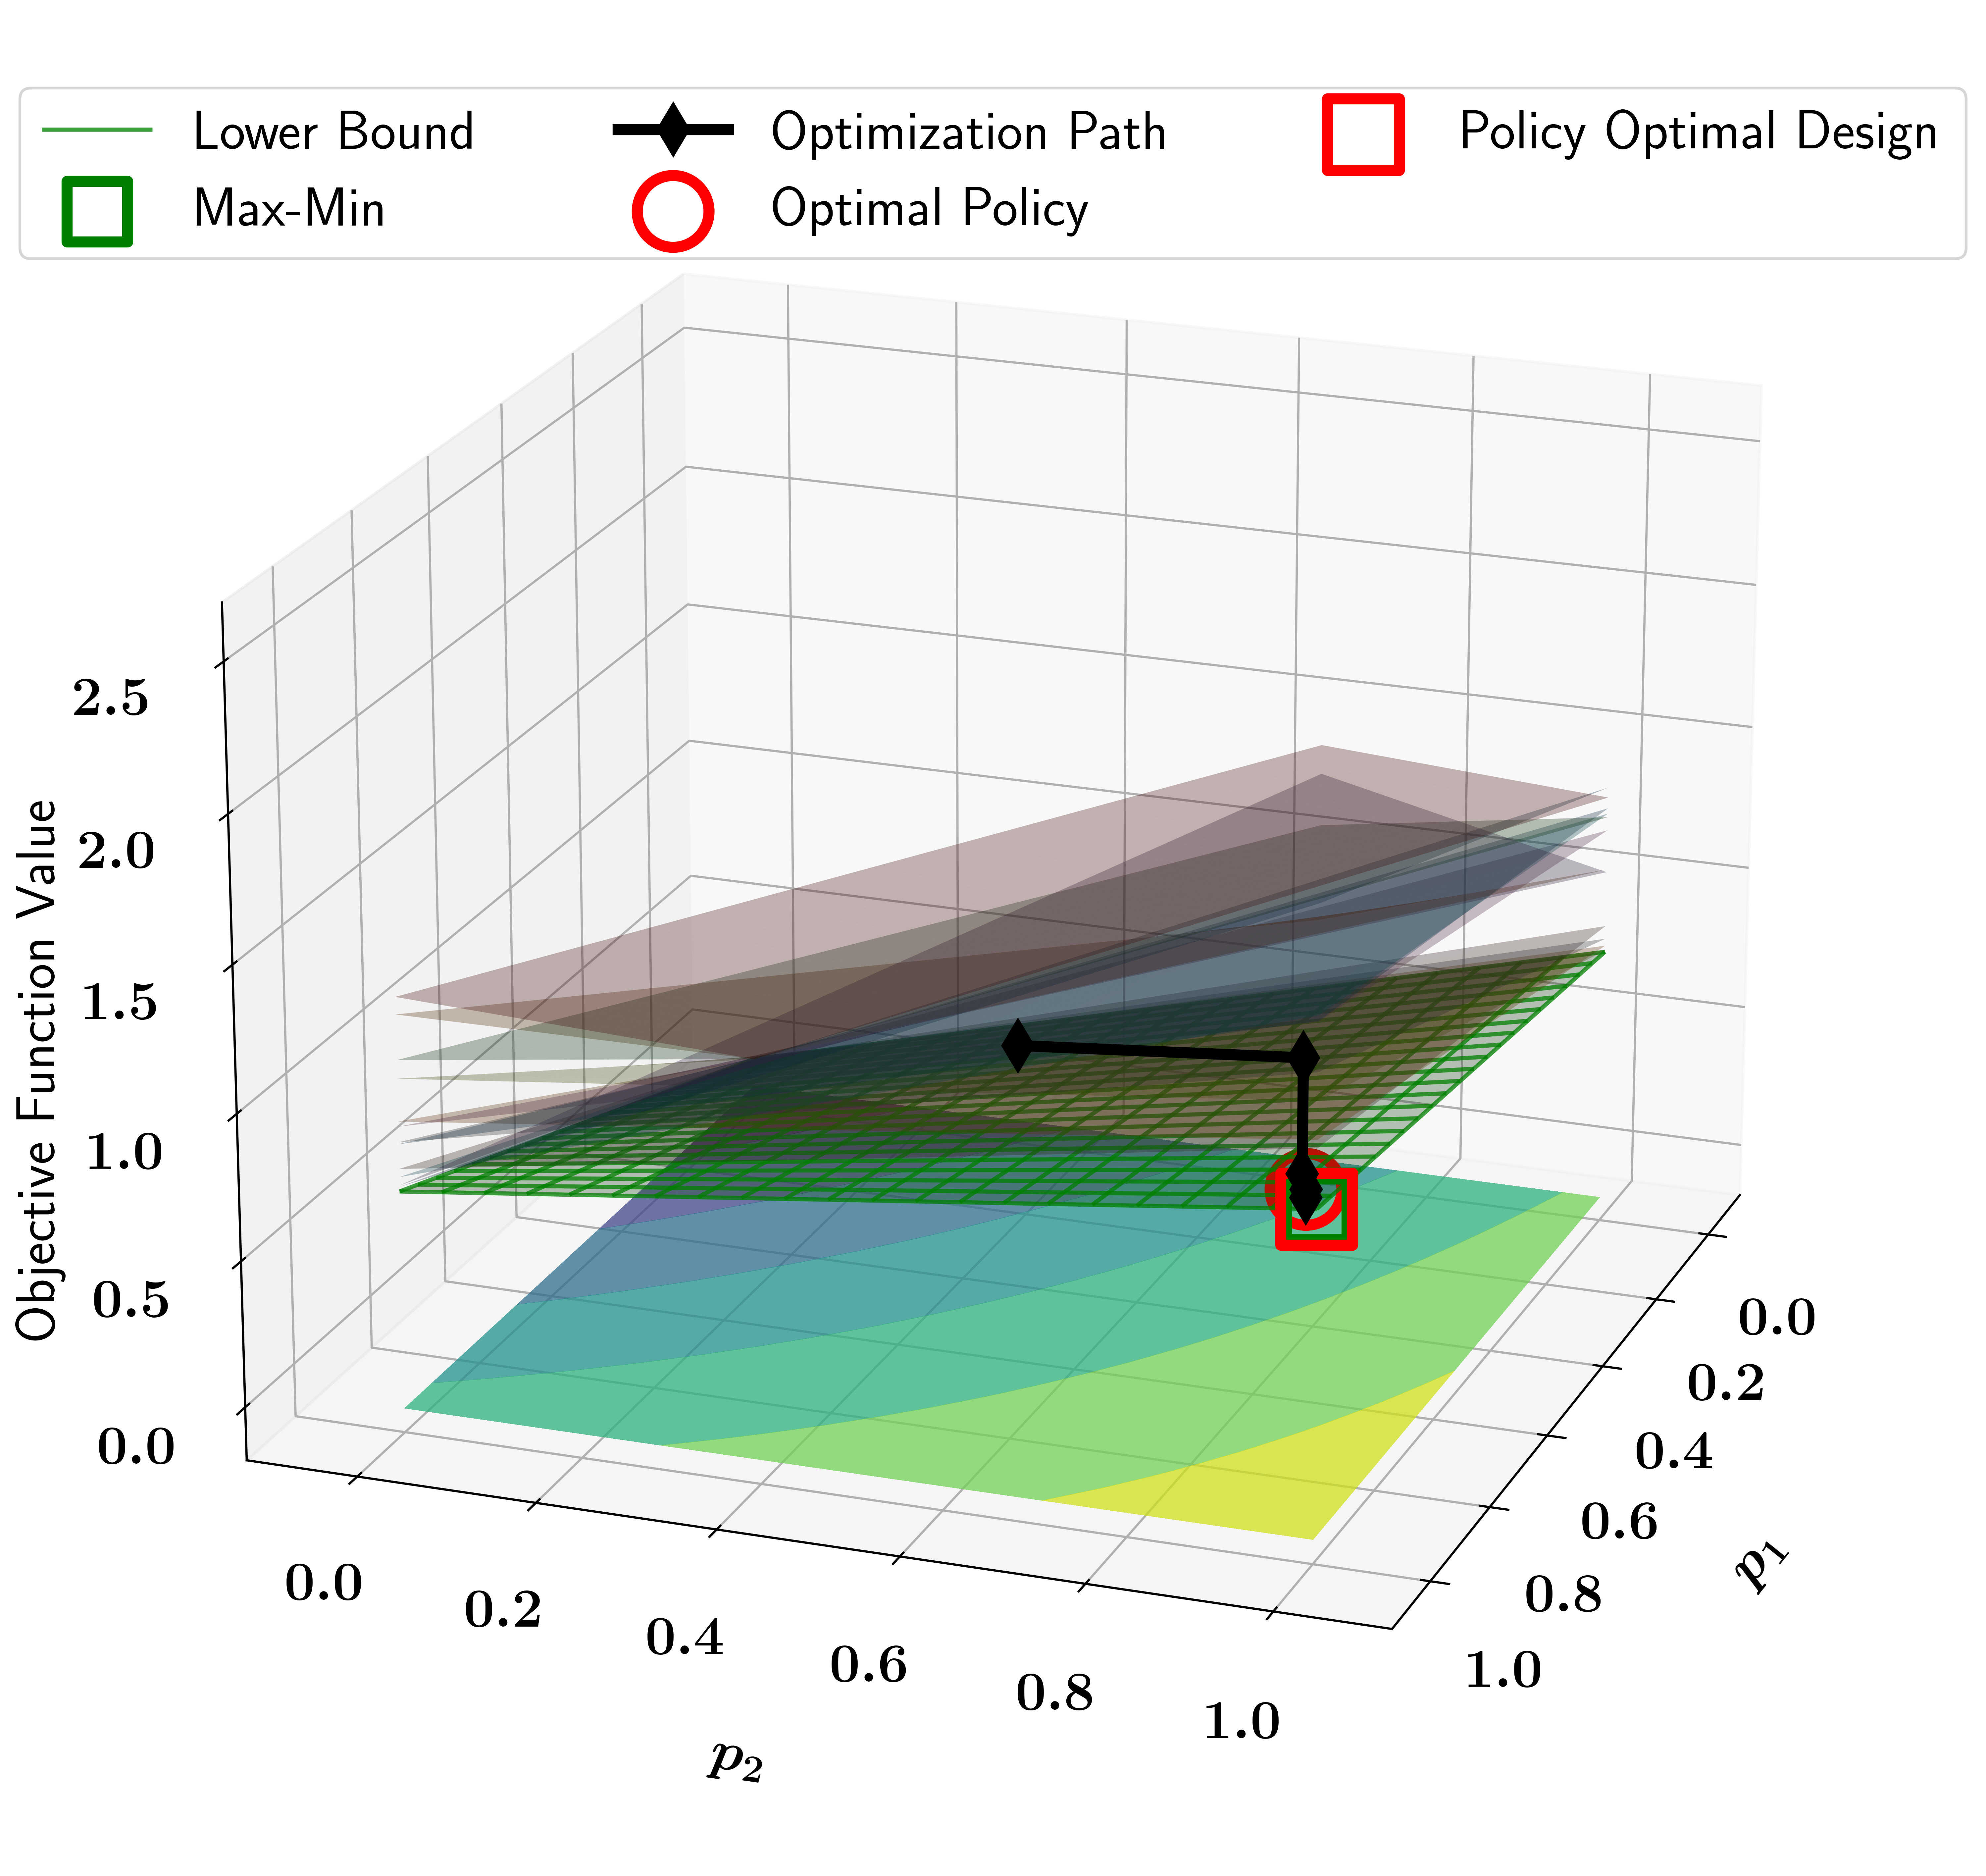 Lower Bound
Max-Min
Optimization Path
Optimal Policy
Policy Optimal Design
Objective Function Value
2.5
2.0
1.5
1.0
0.5
0.0
0.0
0.2
0.4
0.6
0.8
1.0
p₂
0.0
0.2
0.4
0.6
0.8
1.0
p₁